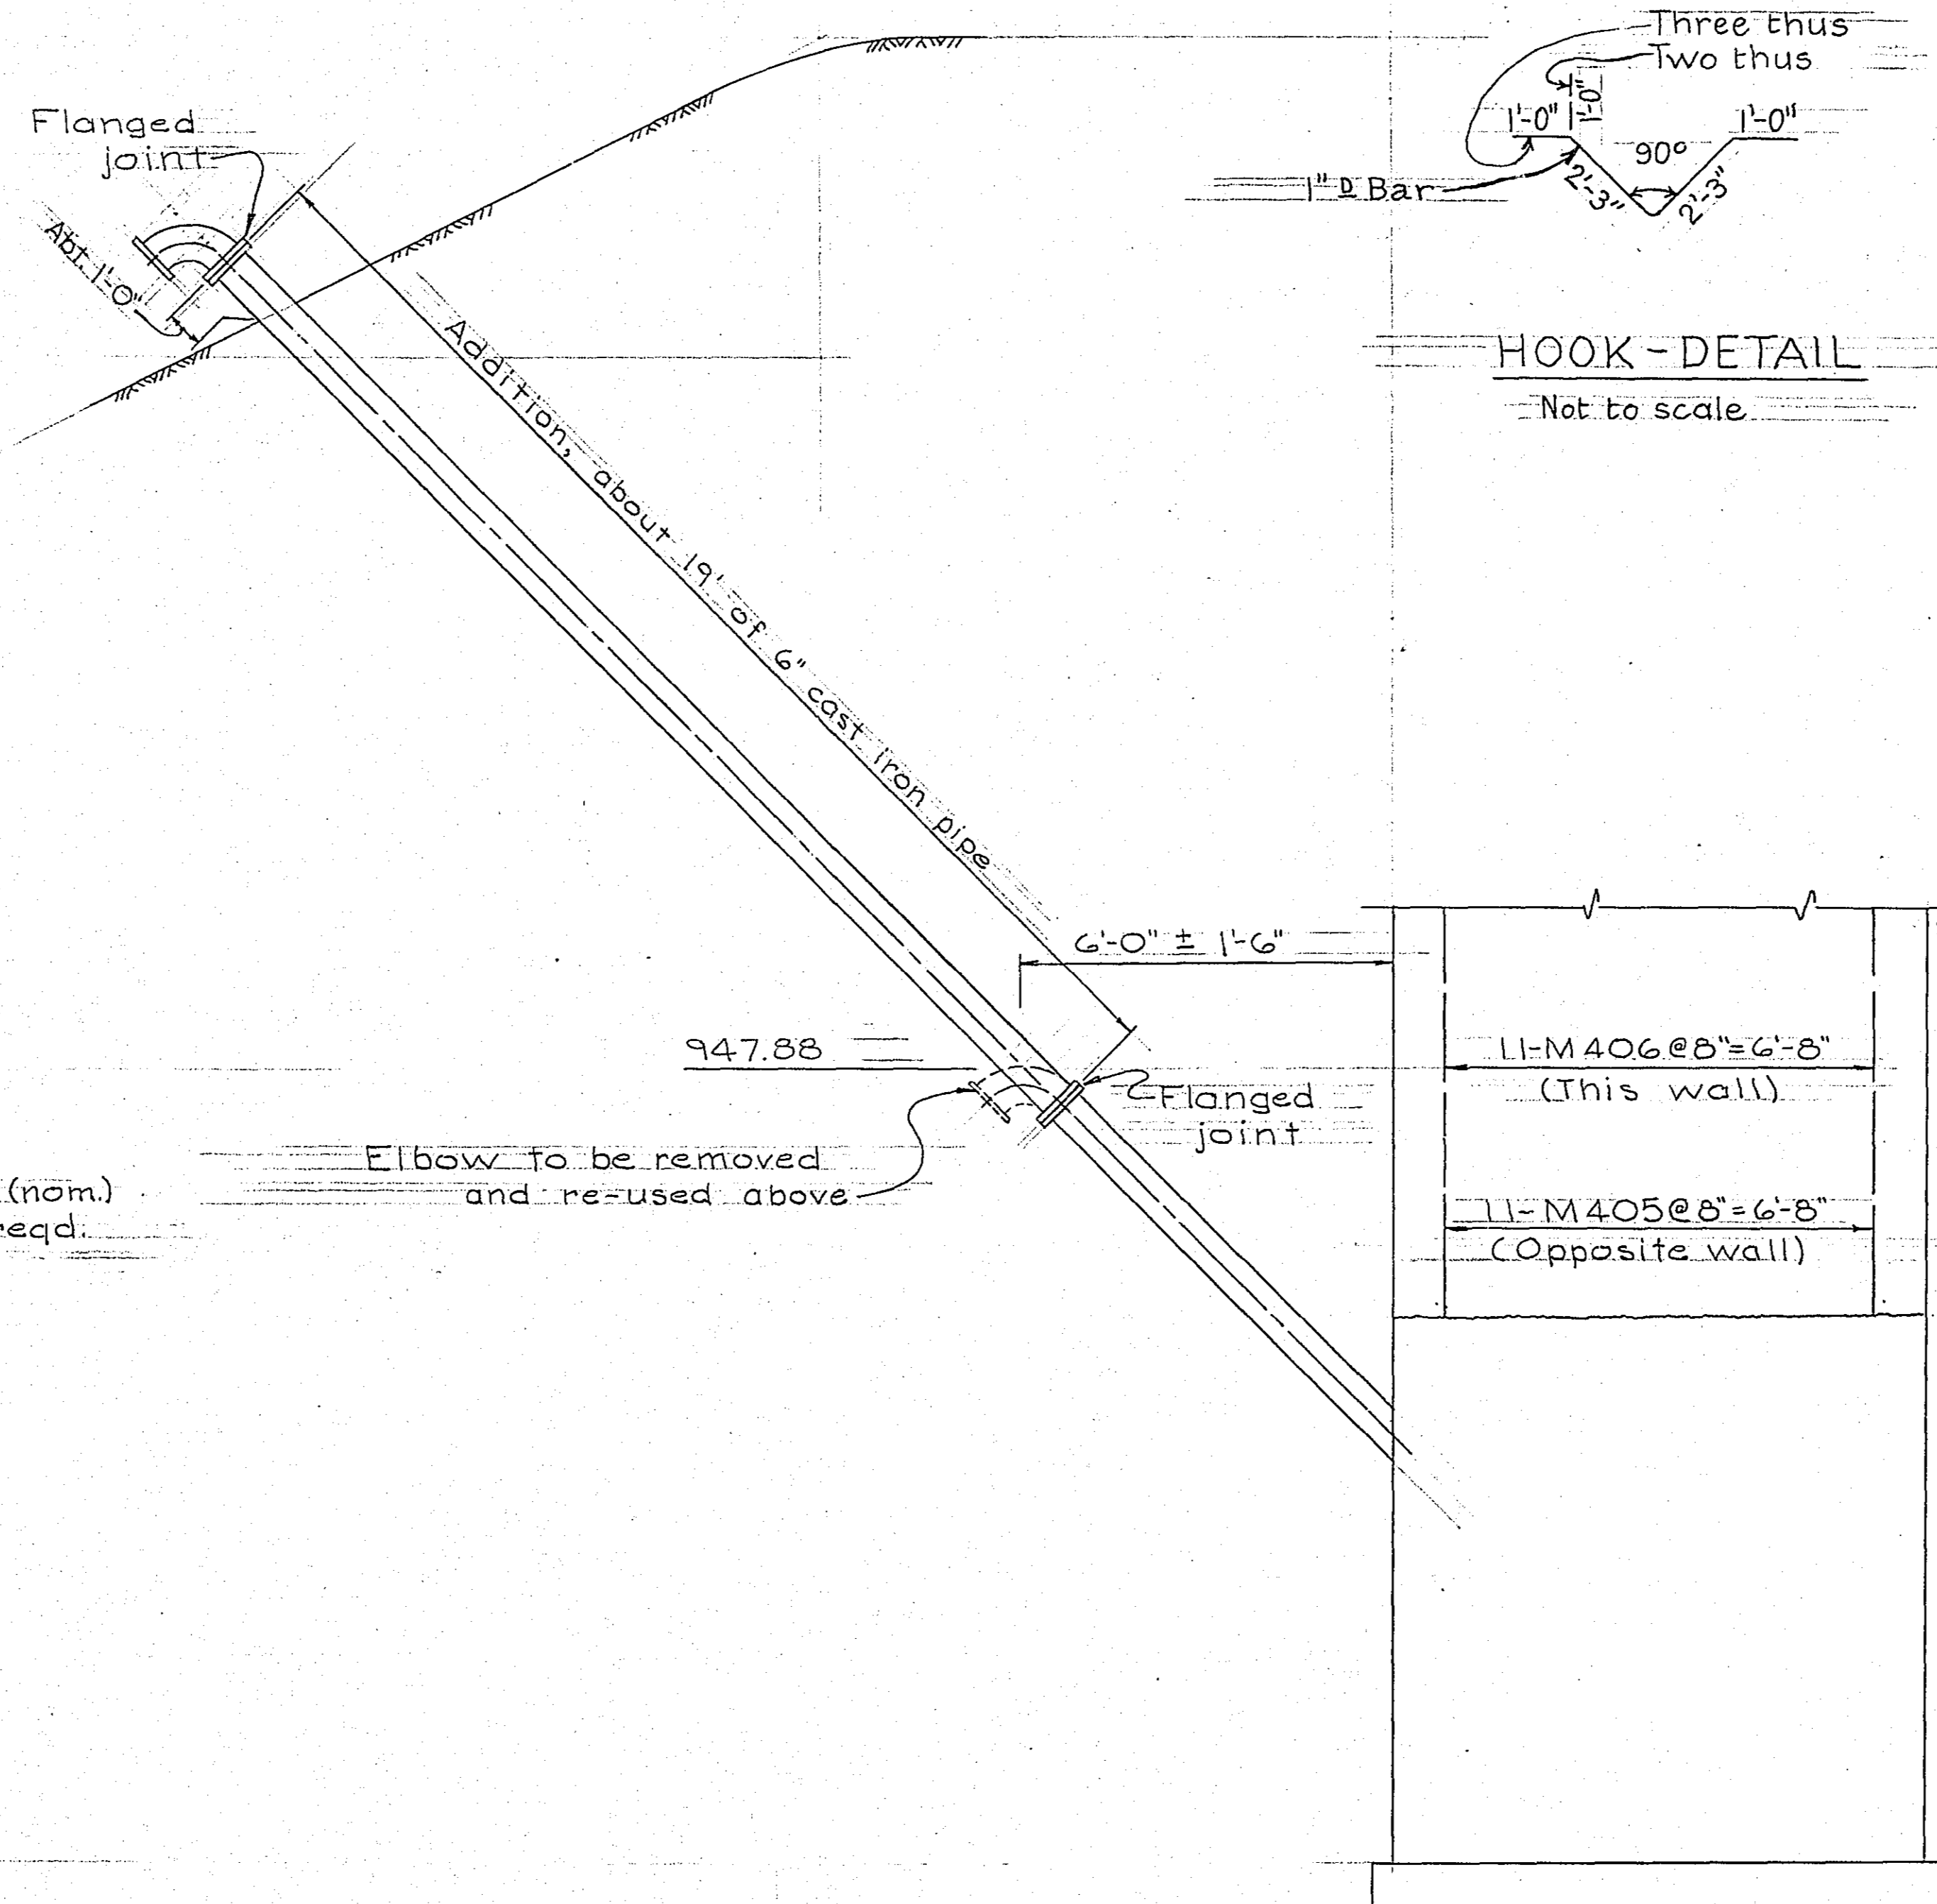 Three thus
Two thus
1'-0"
1'-0"
1'-0"
90°
2'-3"
2'-3"
1" D Bar
HOOK-DETAIL
Not to scale
Flanged
joint
Abt. 1'-0"
Addition, about 19' of 6" cast iron pipe
6'-0" ± 1'-6"
947.88
Flanged
joint
Elbow to be removed
and re-used above
(nom.)
reqd.
11-M406@8"=6'-8"
(This wall)
11-M405@8"=6'-8"
(Opposite wall)